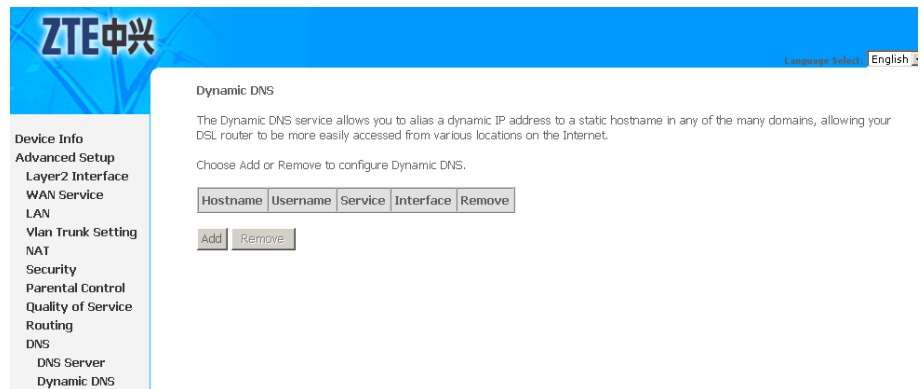 ZTE中兴
Language Select: English
Dynamic DNS
The Dynamic DNS service allows you to alias a dynamic IP address to a static hostname in any of the many domains, allowing your
DSL router to be more easily accessed from various locations on the Internet.
Choose Add or Remove to configure Dynamic DNS.
Hostname Username Service Interface Remove
Add Remove
Device Info
Advanced Setup
Layer2 Interface
WAN Service
LAN
Vlan Trunk Setting
NAT
Security
Parental Control
Quality of Service
Routing
DNS
DNS Server
Dynamic DNS